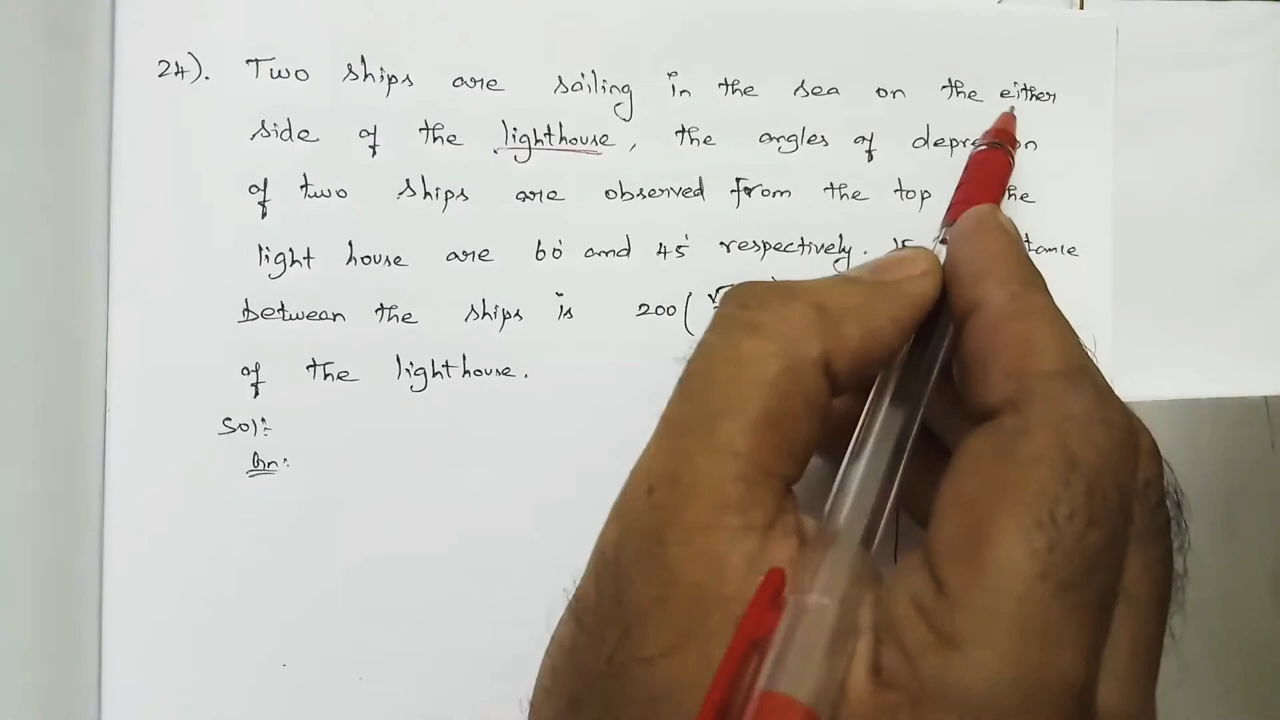 24). Two ships are sailing in the sea on the either
side of the lighthouse, the angles of
of two ships are observed from the top
light house are 60° and 45° respectively.
between the ships is 200(
of the lighthouse.
Sol:
Gn: